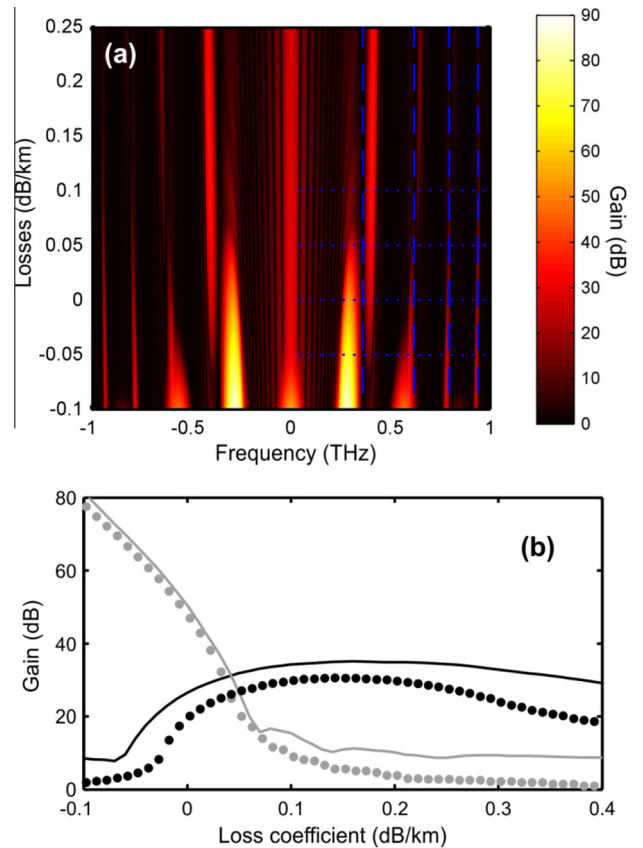 (a)
Losses (dB/km)
0.25
0.2
0.15
0.1
0.05
0
-0.05
-0.1
-1 -0.5 0 0.5 1
Frequency (THz)
90
80
70
60
50
40
30
20
10
0
Gain (dB)
(b)
Gain (dB)
80
60
40
20
0
-0.1 0 0.1 0.2 0.3 0.4
Loss coefficient (dB/km)